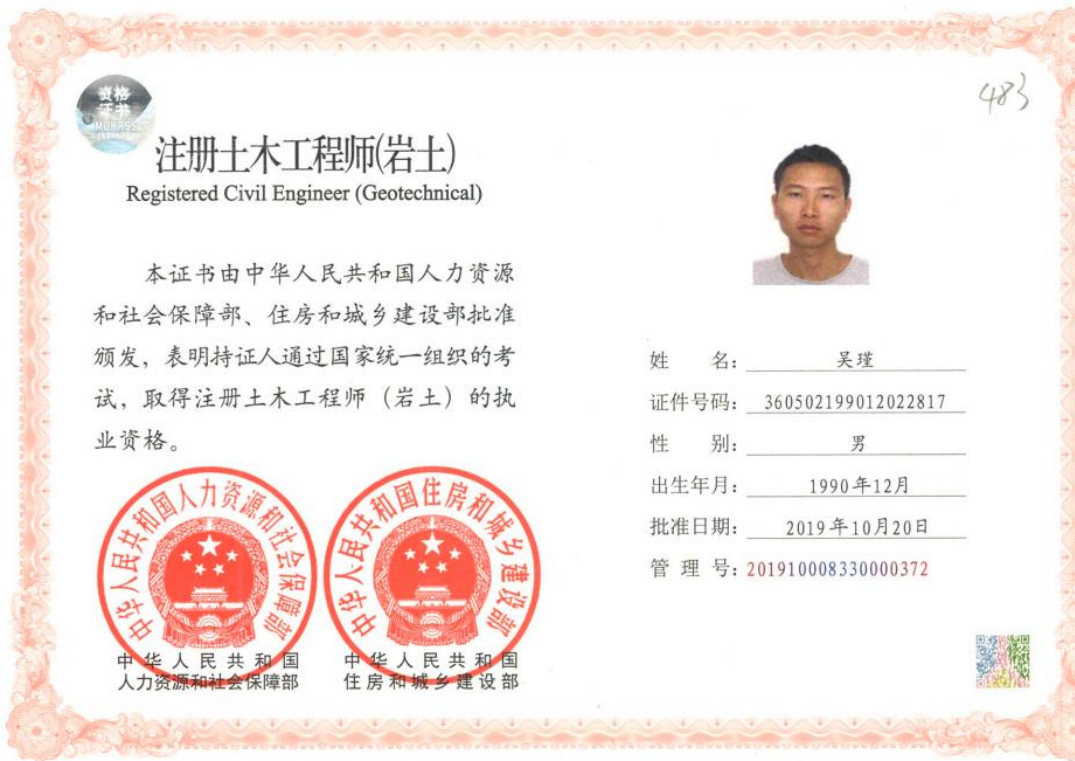 483
资格
证书
MOHRSS
注册土木工程师(岩土)
Registered Civil Engineer (Geotechnical)
本证书由中华人民共和国人力资源
和社会保障部、住房和城乡建设部批准
颁发，表明持证人通过国家统一组织的考
试，取得注册土木工程师（岩土）的执
业资格。
中华人民共和国人力资源和社会保障部
中华人民共和国住房和城乡建设部
中华人民共和国
人力资源和社会保障部
中华人民共和国
住房和城乡建设部
姓 名：吴瑾
证件号码：360502199012022817
性 别：男
出生年月：1990年12月
批准日期：2019年10月20日
管 理 号：201910008330000372